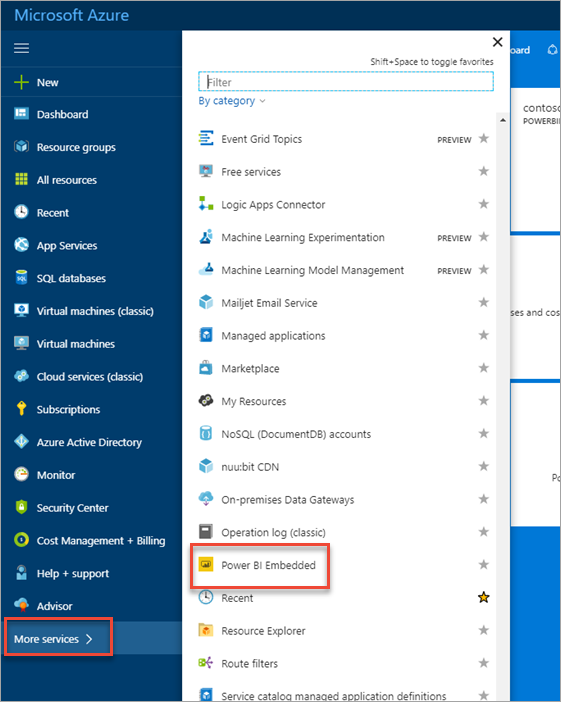 Microsoft Azure
New
Dashboard
Resource groups
All resources
Recent
App Services
SQL databases
Virtual machines (classic)
Virtual machines
Cloud services (classic)
Subscriptions
Azure Active Directory
Monitor
Security Center
Cost Management + Billing
Help + support
Advisor
More services
Shift+Space to toggle favorites
Filter
By category
Event Grid Topics PREVIEW
Free services
Logic Apps Connector
Machine Learning Experimentation PREVIEW
Machine Learning Model Management PREVIEW
Mailjet Email Service
Managed applications
Marketplace
My Resources
NoSQL (DocumentDB) accounts
nuu:bit CDN
On-premises Data Gateways
Operation log (classic)
Power BI Embedded
Recent
Resource Explorer
Route filters
Service catalog managed application definitions
oard
contoso
POWERBI
ses and cos
Po